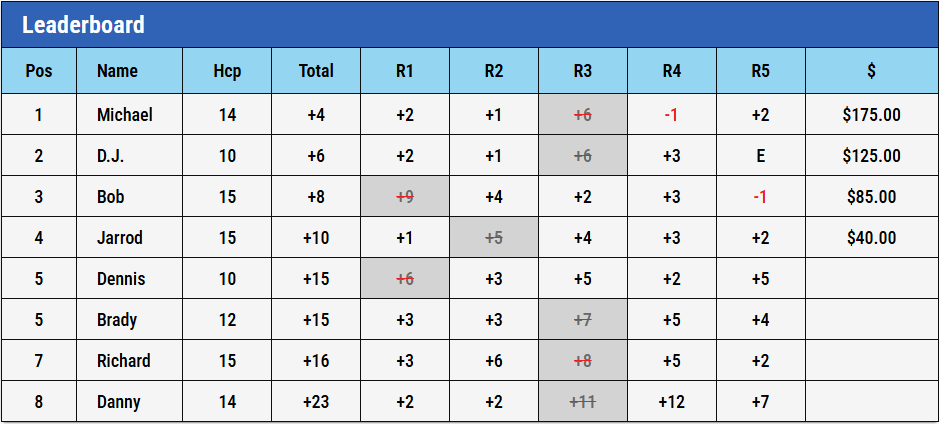 Leaderboard
Pos Name Hcp Total R1 R2 R3 R4 R5 $
1 Michael 14 +4 +2 +1 +6 -1 +2 $175.00
2 D.J. 10 +6 +2 +1 +6 +3 E $125.00
3 Bob 15 +8 +9 +4 +2 +3 -1 $85.00
4 Jarrod 15 +10 +1 +5 +4 +3 +2 $40.00
5 Dennis 10 +15 +6 +3 +5 +2 +5
5 Brady 12 +15 +3 +3 +7 +5 +4
7 Richard 15 +16 +3 +6 +8 +5 +2
8 Danny 14 +23 +2 +2 +11 +12 +7